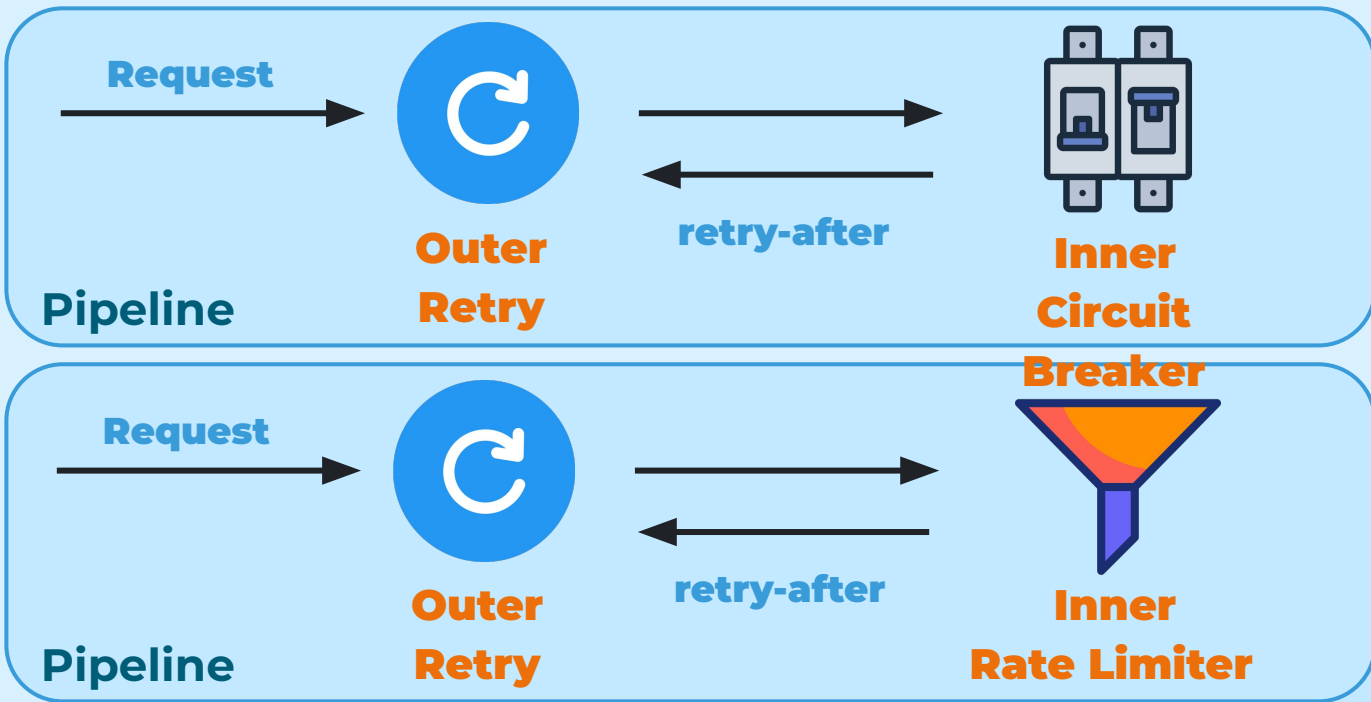 Request
retry-after
Outer
Retry
Inner
Circuit
Breaker
Pipeline
Request
retry-after
Outer
Retry
Inner
Rate Limiter
Pipeline